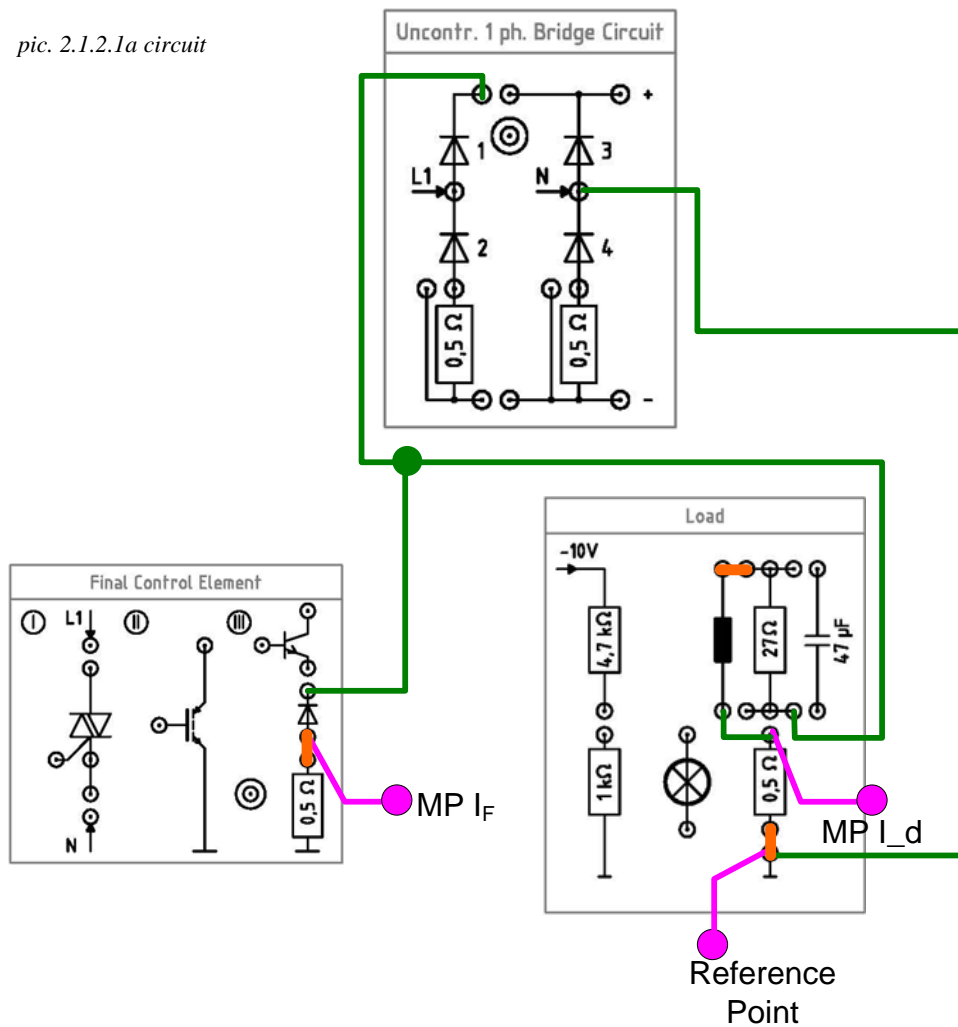 pic. 2.1.2.1a circuit
Uncontr. 1 ph. Bridge Circuit
+
1
3
L1
N
2
4
0,5 Ω
0,5 Ω
-
Load
-10V
4,7 kΩ
27Ω
47 µF
1kΩ
0,5 Ω
MP I_d
Reference
Point
Final Control Element
I
L1
II
III
0,5 Ω
N
MP IF